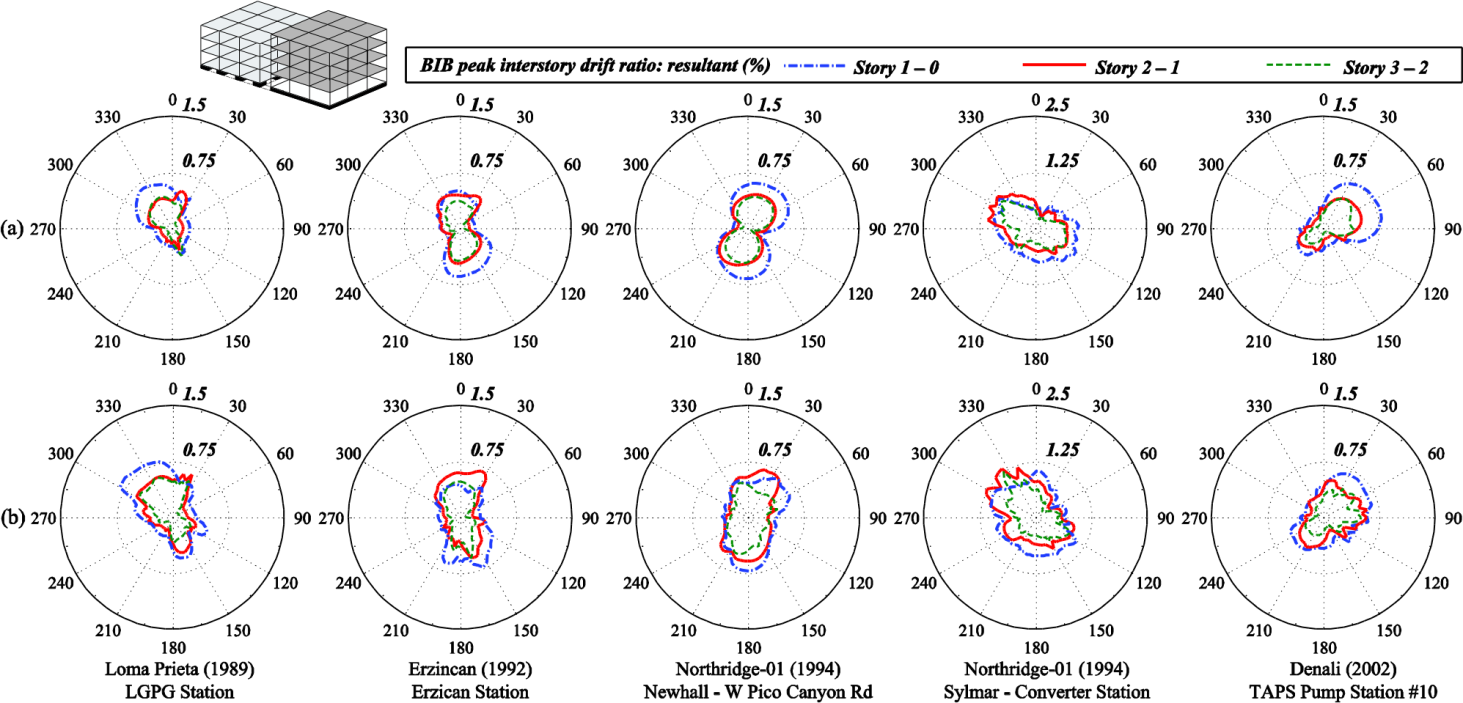 BIB peak interstory drift ratio: resultant (%) Story 1 – 0 Story 2 – 1 Story 3 – 2
(a)
0 1.5 0.75 30 60 90 120 150 180 210 240 270 300 330
0 1.5 0.75 30 60 90 120 150 180 210 240 270 300 330
0 1.5 0.75 30 60 90 120 150 180 210 240 270 300 330
0 2.5 1.25 30 60 90 120 150 180 210 240 270 300 330
0 1.5 0.75 30 60 90 120 150 180 210 240 270 300 330
(b)
0 1.5 0.75 30 60 90 120 150 180 210 240 270 300 330
0 1.5 0.75 30 60 90 120 150 180 210 240 270 300 330
0 1.5 0.75 30 60 90 120 150 180 210 240 270 300 330
0 2.5 1.25 30 60 90 120 150 180 210 240 270 300 330
0 1.5 0.75 30 60 90 120 150 180 210 240 270 300 330
Loma Prieta (1989)
LGPG Station
Erzincan (1992)
Erzican Station
Northridge-01 (1994)
Newhall - W Pico Canyon Rd
Northridge-01 (1994)
Sylmar - Converter Station
Denali (2002)
TAPS Pump Station #10